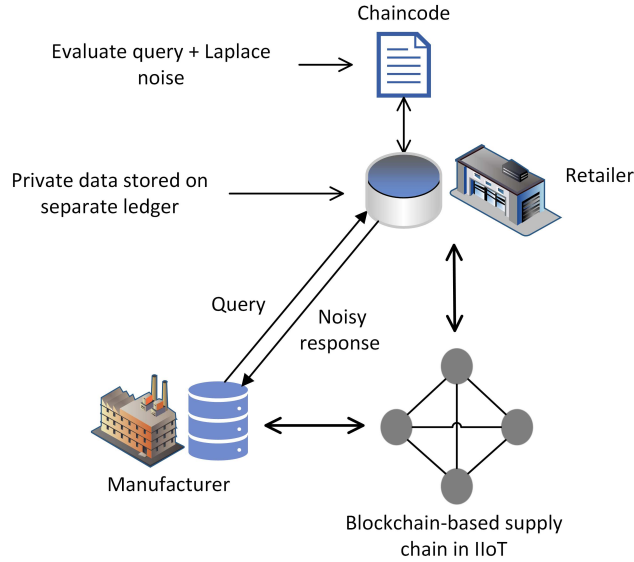 Chaincode
Evaluate query + Laplace
noise
Private data stored on
separate ledger
Retailer
Query
Noisy
response
Manufacturer
Blockchain-based supply
chain in IIoT